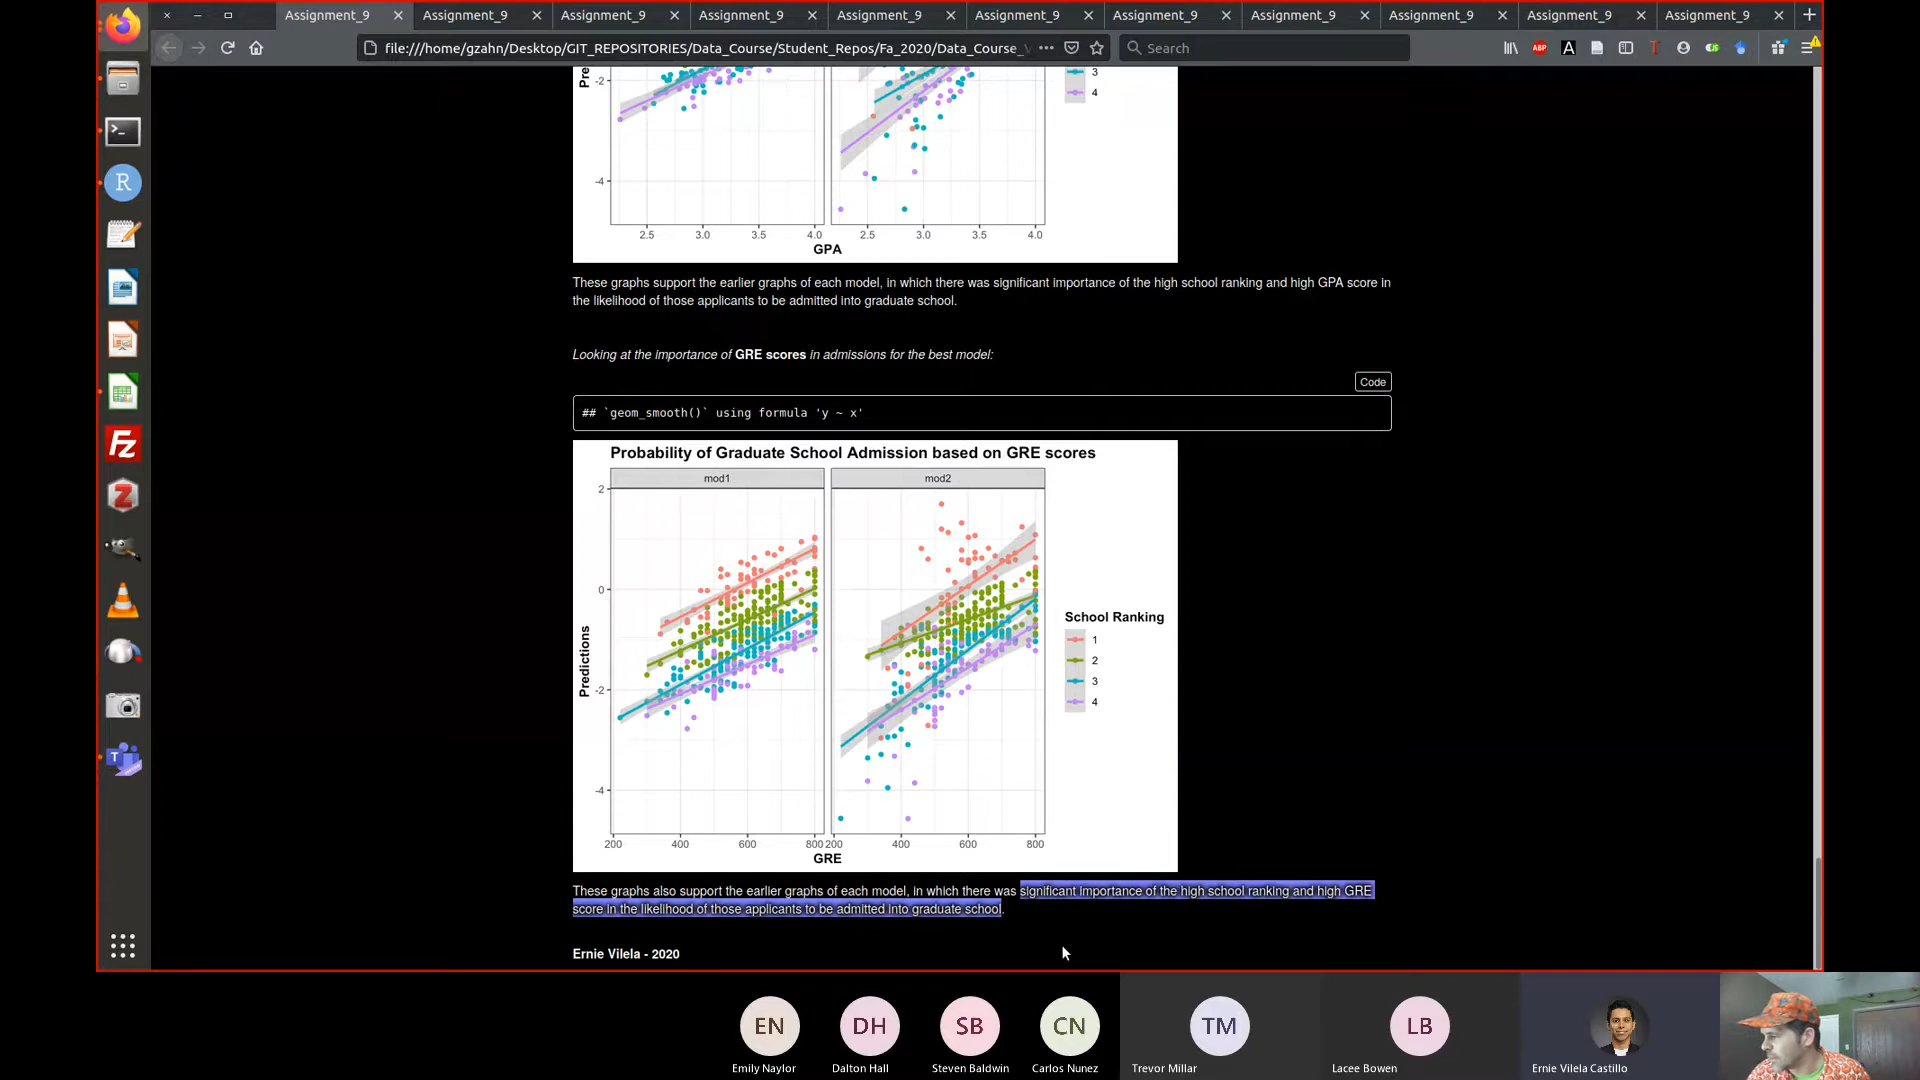 Assignment_9 Assignment_9 Assignment_9 Assignment_9 Assignment_9 Assignment_9 Assignment_9 Assignment_9 Assignment_9 Assignment_9 Assignment_9
file:///home/gzahn/Desktop/GIT_REPOSITORIES/Data_Course/Student_Repos/Fa_2020/Data_Course_
Search
ABP
A
T
-2
-4
2.5 3.0 3.5 4.0 2.5 3.0 3.5 4.0
GPA
3
4
These graphs support the earlier graphs of each model, in which there was significant importance of the high school ranking and high GPA score in
the likelihood of those applicants to be admitted into graduate school.
Looking at the importance of GRE scores in admissions for the best model:
Code
## `geom_smooth()` using formula 'y ~ x'
Probability of Graduate School Admission based on GRE scores
mod1 mod2
2
0
-2
-4
Predictions
200 400 600 800 200 400 600 800
GRE
School Ranking
1
2
3
4
These graphs also support the earlier graphs of each model, in which there was significant importance of the high school ranking and high GRE
score in the likelihood of those applicants to be admitted into graduate school.
Ernie Vilela - 2020
R
Fz
Z
T
EN DH SB CN TM LB
Emily Naylor Dalton Hall Steven Baldwin Carlos Nunez Trevor Millar Lacee Bowen Ernie Vilela Castillo